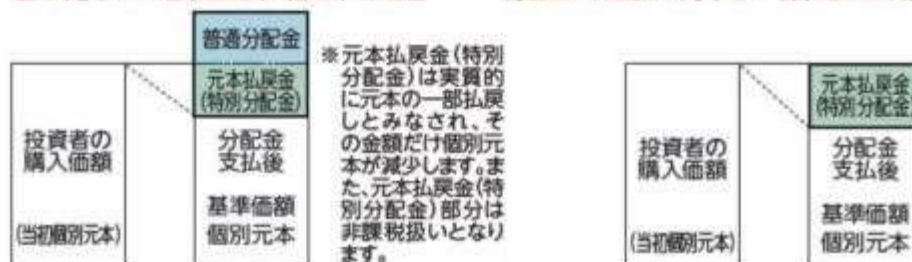 普通分配金
元本払戻金
(特別分配金)
投資者の
購入価額
(当初個別元本)
分配金
支払後
基準価額
個別元本
※元本払戻金(特別
分配金)は実質的
に元本の一部払戻
しとみなされ、そ
の金額だけ個別元
本が減少します。ま
た、元本払戻金(特
別分配金)部分は
非課税扱いとなり
ます。
元本払戻金
(特別分配金)
投資者の
購入価額
(当初個別元本)
分配金
支払後
基準価額
個別元本